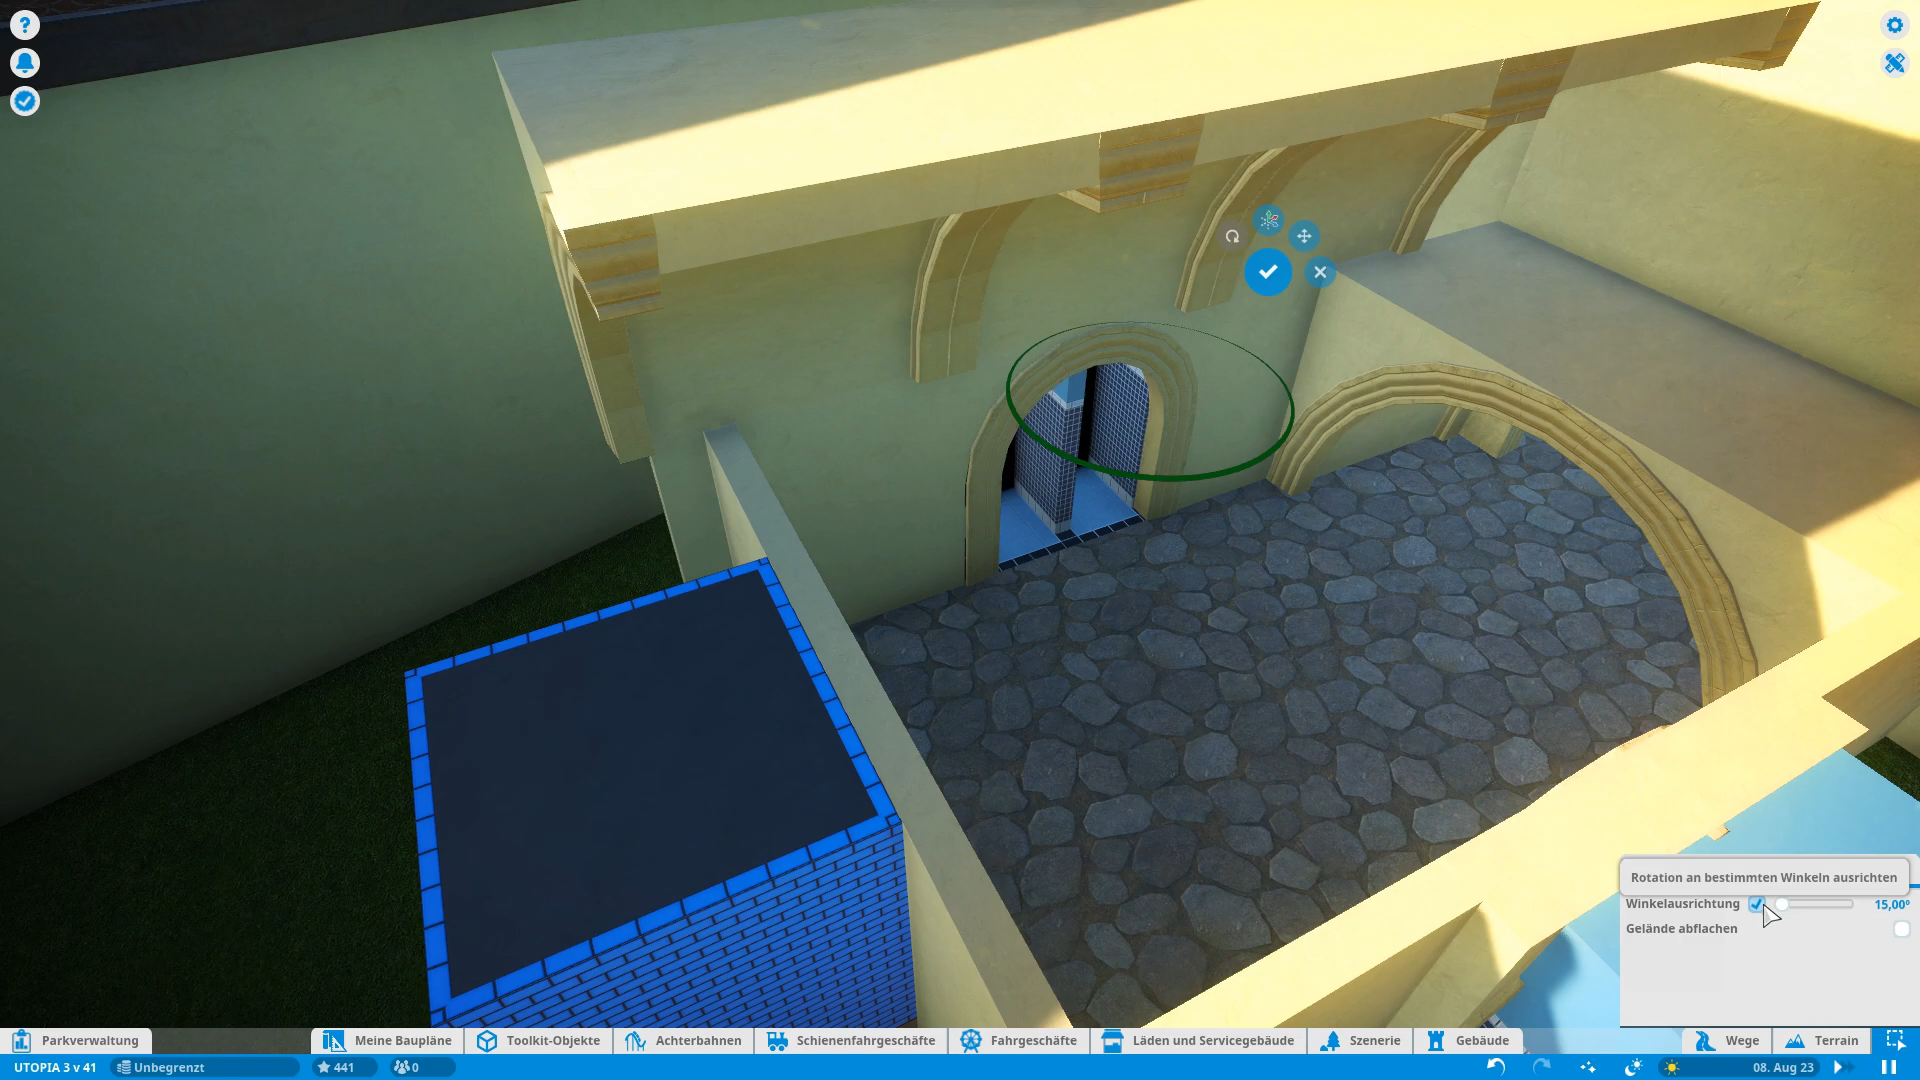 ?
Rotation an bestimmten Winkeln ausrichten
Winkelausrichtung 15,00°
Gelände abflachen
Parkverwaltung Meine Baupläne Toolkit-Objekte Achterbahnen Schienenfahrgeschäfte Fahrgeschäfte Läden und Servicegebäude Szenerie Gebäude Wege Terrain
UTOPIA 3 v 41 Unbegrenzt 441 0 08. Aug 23